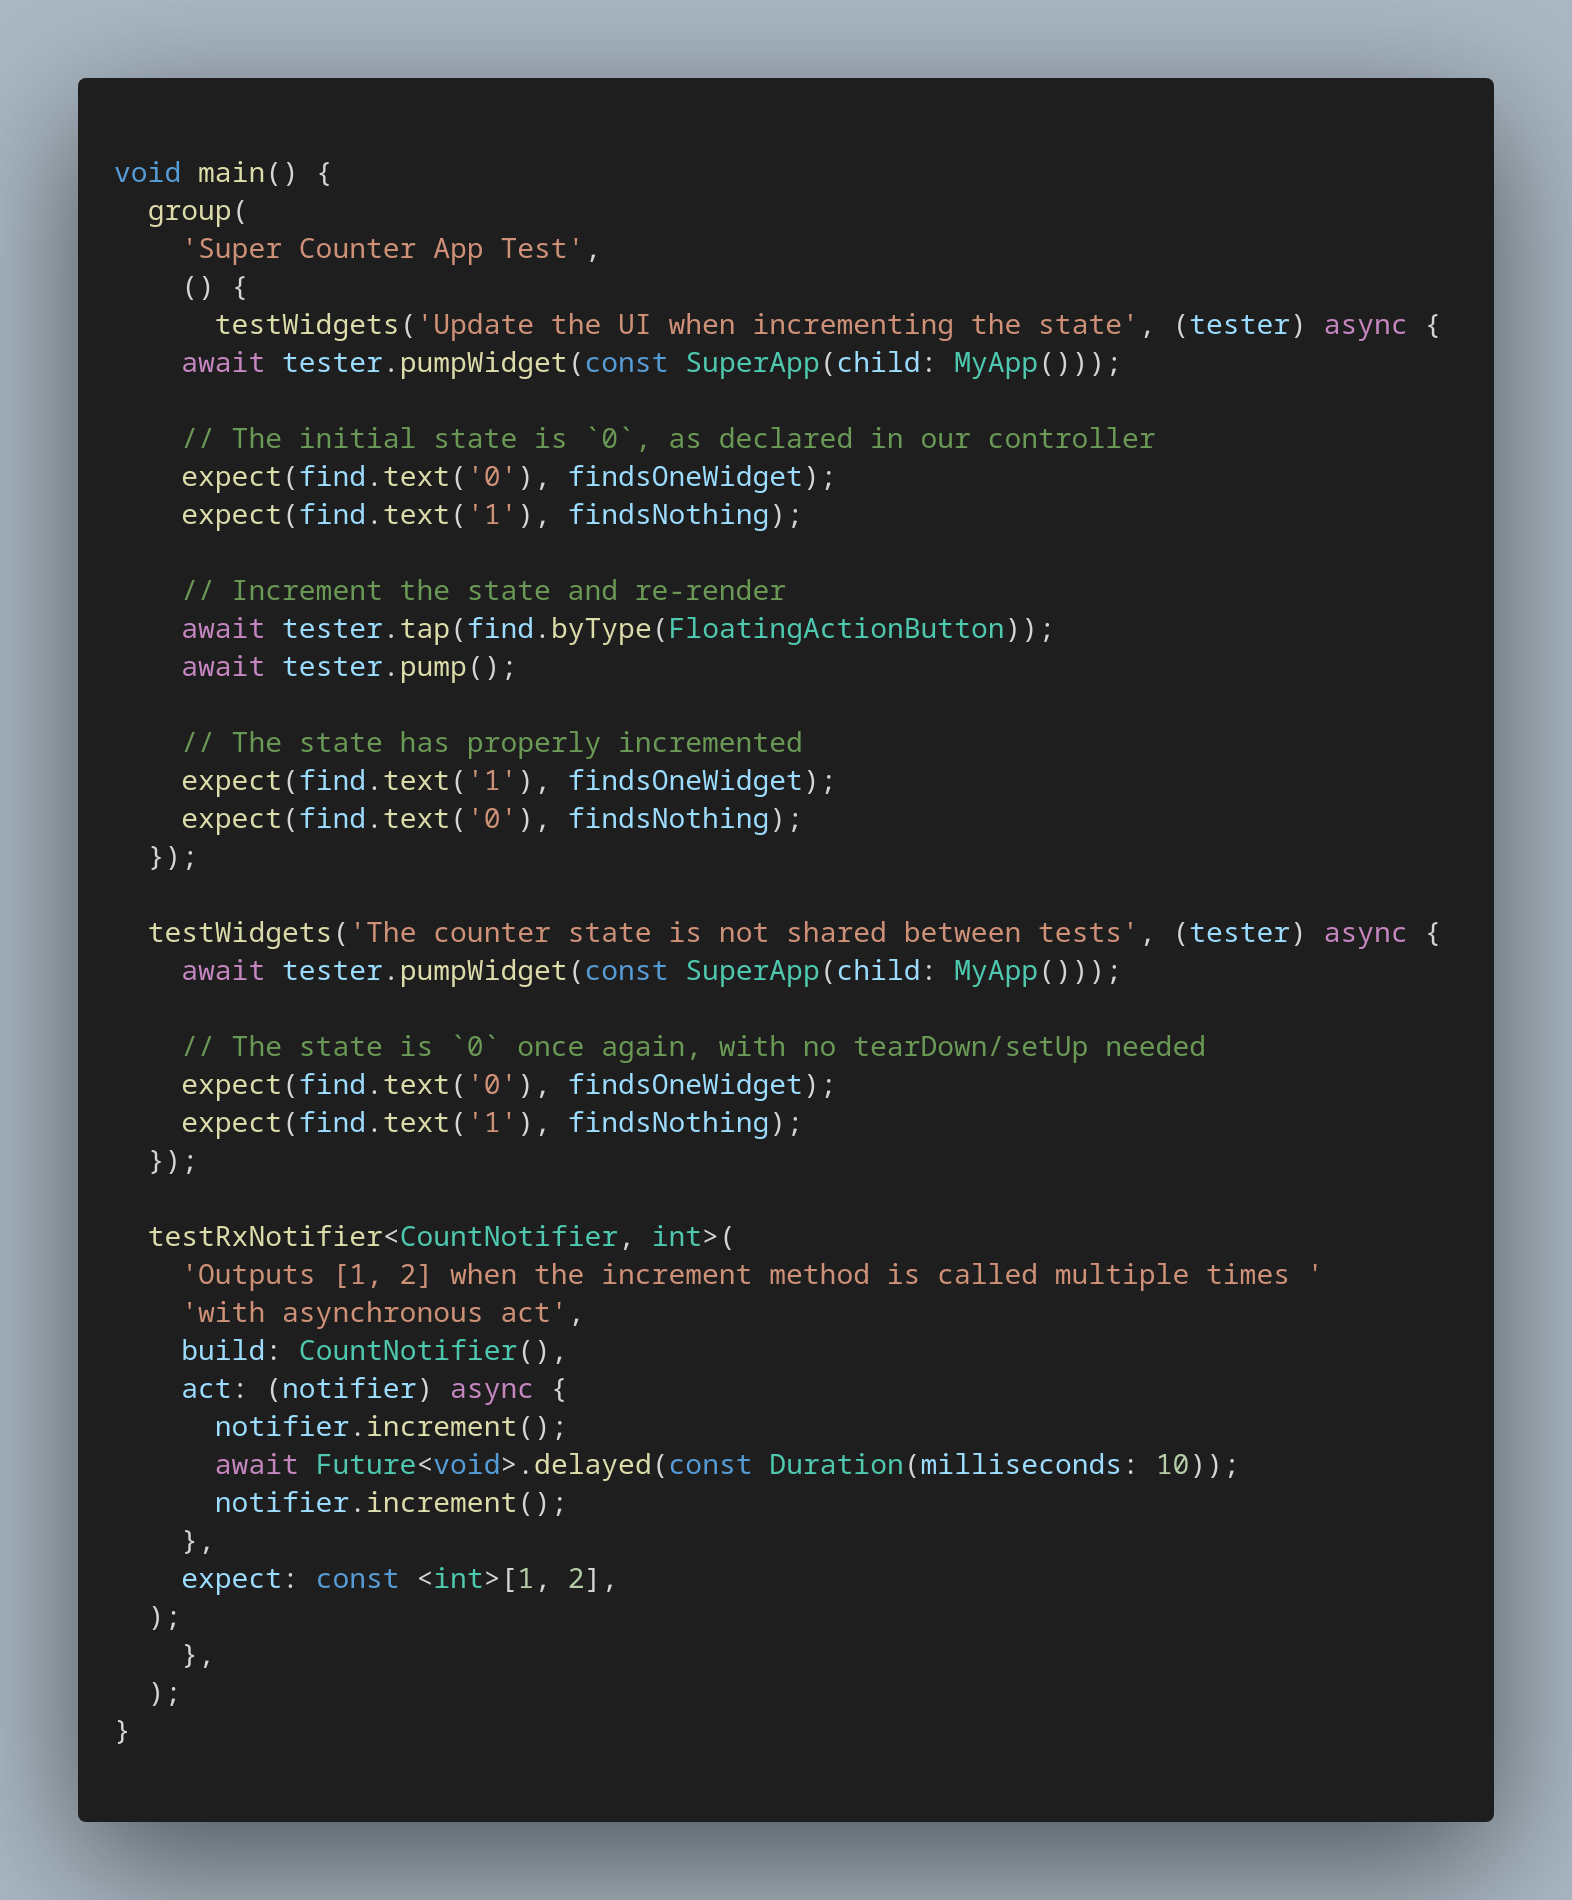 void main() {
  group(
    'Super Counter App Test',
    () {
      testWidgets('Update the UI when incrementing the state', (tester) async {
    await tester.pumpWidget(const SuperApp(child: MyApp()));

    // The initial state is `0`, as declared in our controller
    expect(find.text('0'), findsOneWidget);
    expect(find.text('1'), findsNothing);

    // Increment the state and re-render
    await tester.tap(find.byType(FloatingActionButton));
    await tester.pump();

    // The state has properly incremented
    expect(find.text('1'), findsOneWidget);
    expect(find.text('0'), findsNothing);
  });

  testWidgets('The counter state is not shared between tests', (tester) async {
    await tester.pumpWidget(const SuperApp(child: MyApp()));

    // The state is `0` once again, with no tearDown/setUp needed
    expect(find.text('0'), findsOneWidget);
    expect(find.text('1'), findsNothing);
  });

  testRxNotifier<CountNotifier, int>(
    'Outputs [1, 2] when the increment method is called multiple times '
    'with asynchronous act',
    build: CountNotifier(),
    act: (notifier) async {
      notifier.increment();
      await Future<void>.delayed(const Duration(milliseconds: 10));
      notifier.increment();
    },
    expect: const <int>[1, 2],
  );
    },
  );
}